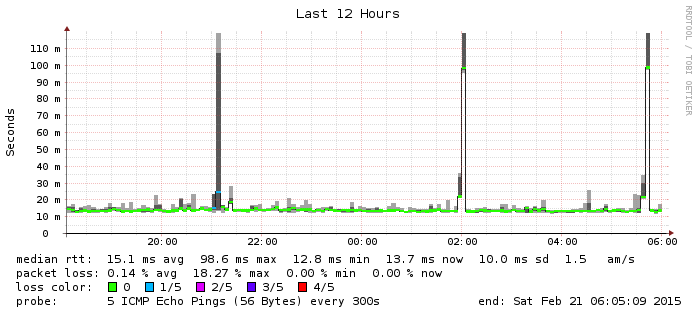 Last 12 Hours
RRDTOOL / TOBI OETIKER
Seconds
110 m
100 m
90 m
80 m
70 m
60 m
50 m
40 m
30 m
20 m
10 m
0
20:00 22:00 00:00 02:00 04:00 06:00
median rtt: 15.1 ms avg 98.6 ms max 12.8 ms min 13.7 ms now 10.0 ms sd 1.5 am/s
packet loss: 0.14 % avg 18.27 % max 0.00 % min 0.00 % now
loss color: 0 1/5 2/5 3/5 4/5
probe: 5 ICMP Echo Pings (56 Bytes) every 300s end: Sat Feb 21 06:05:09 2015